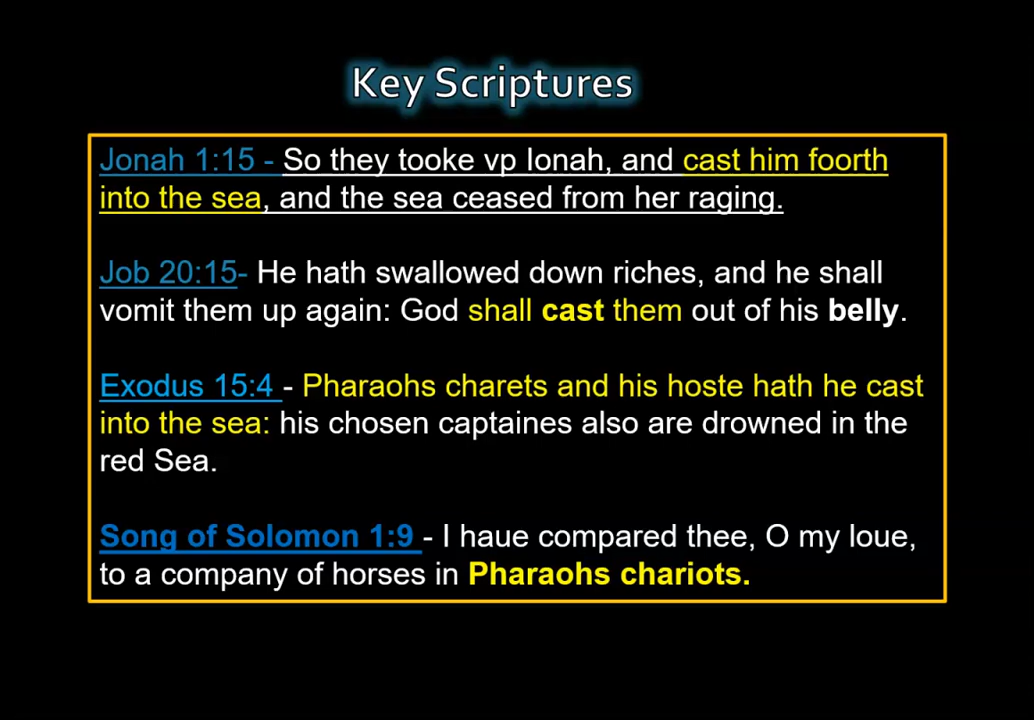 Key Scriptures
Jonah 1:15 - So they tooke vp Ionah, and cast him foorth
into the sea, and the sea ceased from her raging.
Job 20:15- He hath swallowed down riches, and he shall
vomit them up again: God shall cast them out of his belly.
Exodus 15:4 - Pharaohs charets and his hoste hath he cast
into the sea: his chosen captaines also are drowned in the
red Sea.
Song of Solomon 1:9 - I haue compared thee, O my loue,
to a company of horses in Pharaohs chariots.